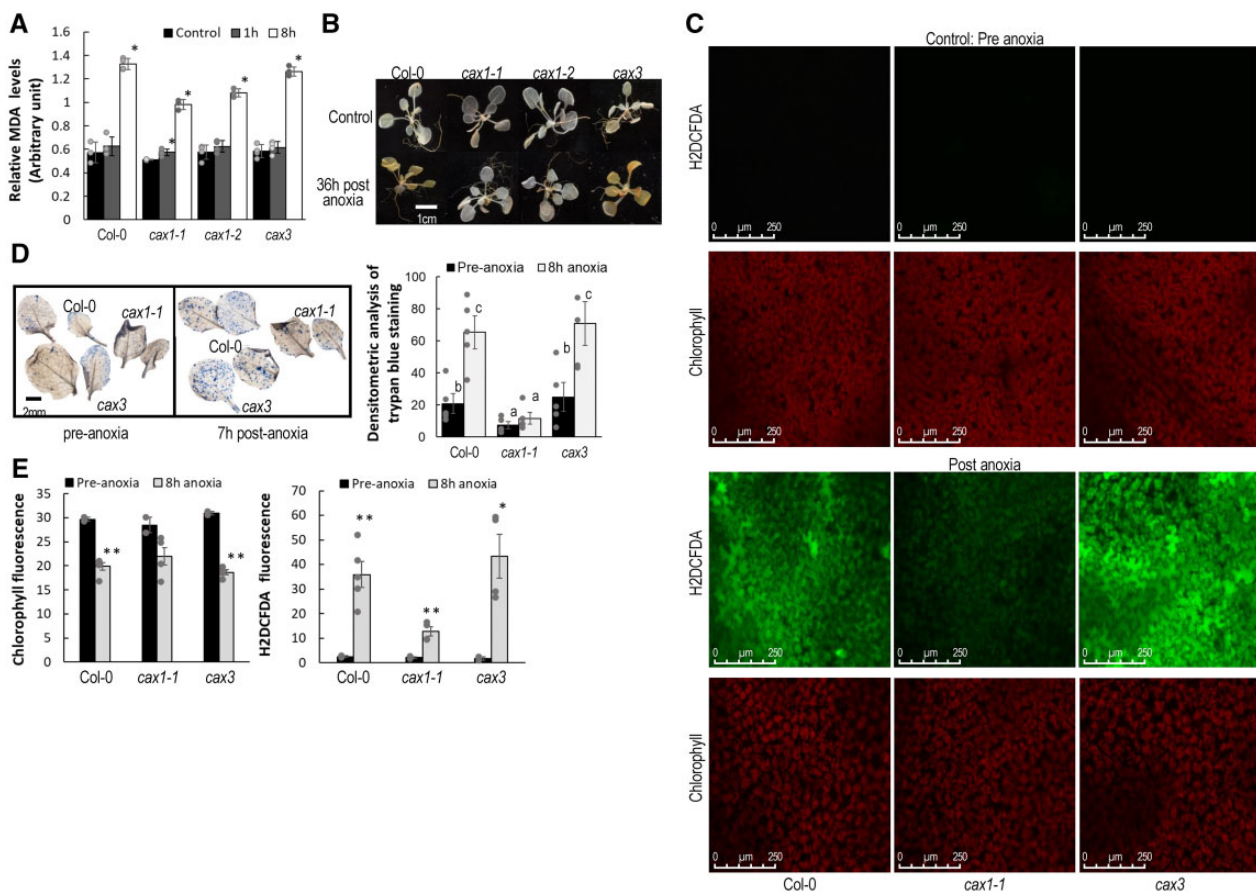 A
Control 1h 8h
Relative MDA levels
(Arbitrary unit)
1.6
1.4
1.2
1
0.8
0.6
0.4
0.2
0
*
*
*
*
*
Col-0 cax1-1 cax1-2 cax3
B
Col-0 cax1-1 cax1-2 cax3
Control
36h post
anoxia
1cm
C
Control: Pre anoxia
H2DCFDA
0 µm 250
0 µm 250
0 µm 250
Chlorophyll
0 µm 250
0 µm 250
0 µm 250
Post anoxia
H2DCFDA
0 µm 250
0 µm 250
0 µm 250
Chlorophyll
0 µm 250
0 µm 250
0 µm 250
Col-0 cax1-1 cax3
D
Col-0
cax1-1
cax3
2mm
pre-anoxia
cax1-1
Col-0
cax3
7h post-anoxia
Pre-anoxia 8h anoxia
Densitometric analysis of
trypan blue staining
100
80
60
40
20
0
b c a a b c
Col-0 cax1-1 cax3
E
Pre-anoxia 8h anoxia
Chlorophyll fluorescence
35
30
25
20
15
10
5
0
**
**
Col-0 cax1-1 cax3
Pre-anoxia 8h anoxia
H2DCFDA fluorescence
70
60
50
40
30
20
10
0
**
**
*
Col-0 cax1-1 cax3